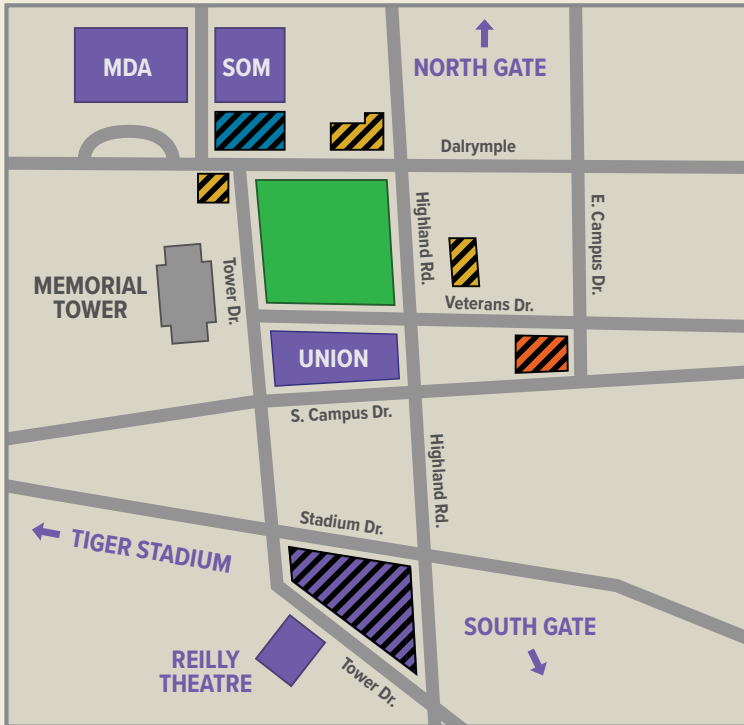 MDA
SOM
NORTH GATE
Dalrymple
Highland Rd.
E. Campus Dr.
MEMORIAL
TOWER
Tower Dr.
Veterans Dr.
UNION
S. Campus Dr.
Highland Rd.
Stadium Dr.
TIGER STADIUM
SOUTH GATE
REILLY
THEATRE
Tower Dr.